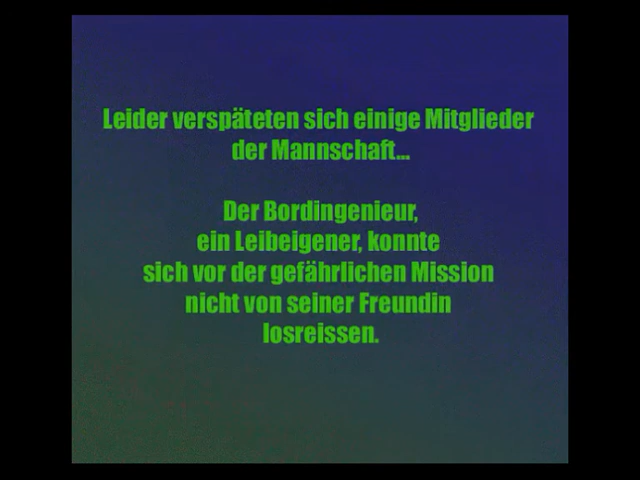 Leider verspäteten sich einige Mitglieder
der Mannschaft...
Der Bordingenieur,
ein Leibeigener, konnte
sich vor der gefährlichen Mission
nicht von seiner Freundin
losreissen.